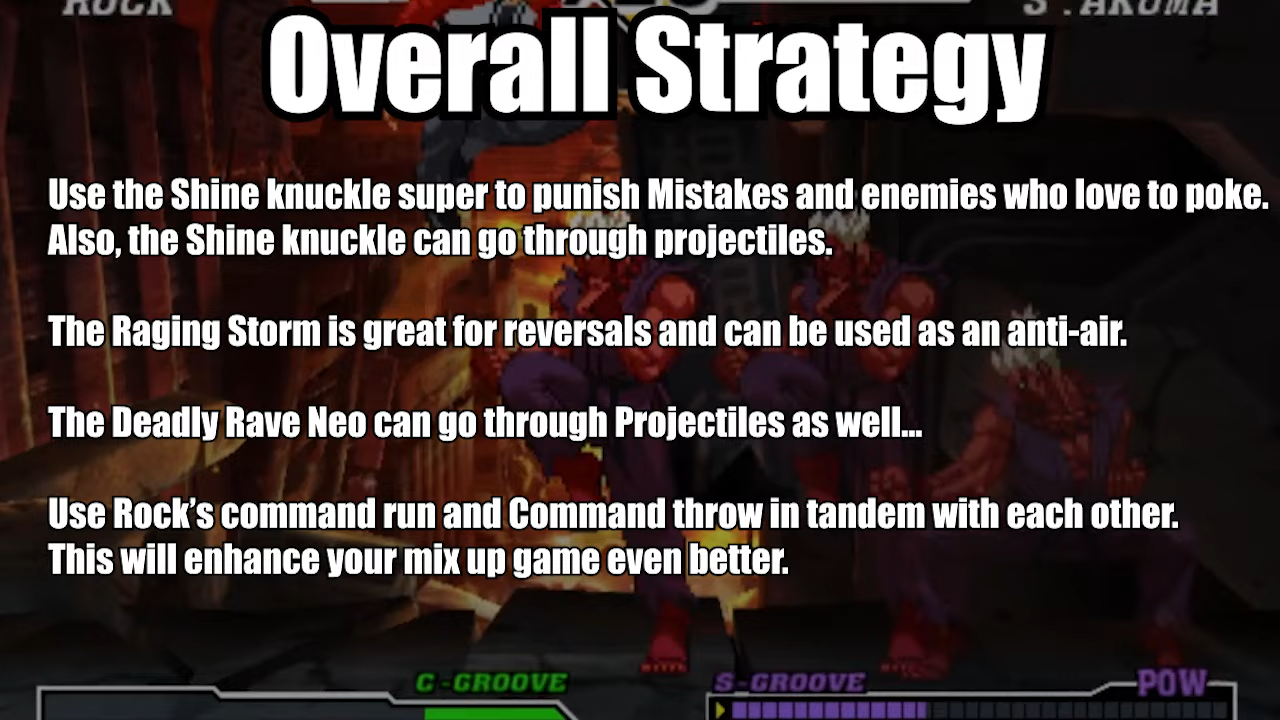 ROCK S.AKUMA
Overall Strategy
Use the Shine knuckle super to punish Mistakes and enemies who love to poke.
Also, the Shine knuckle can go through projectiles.
The Raging Storm is great for reversals and can be used as an anti-air.
The Deadly Rave Neo can go through Projectiles as well...
Use Rock’s command run and Command throw in tandem with each other.
This will enhance your mix up game even better.
C-GROOVE S-GROOVE POW